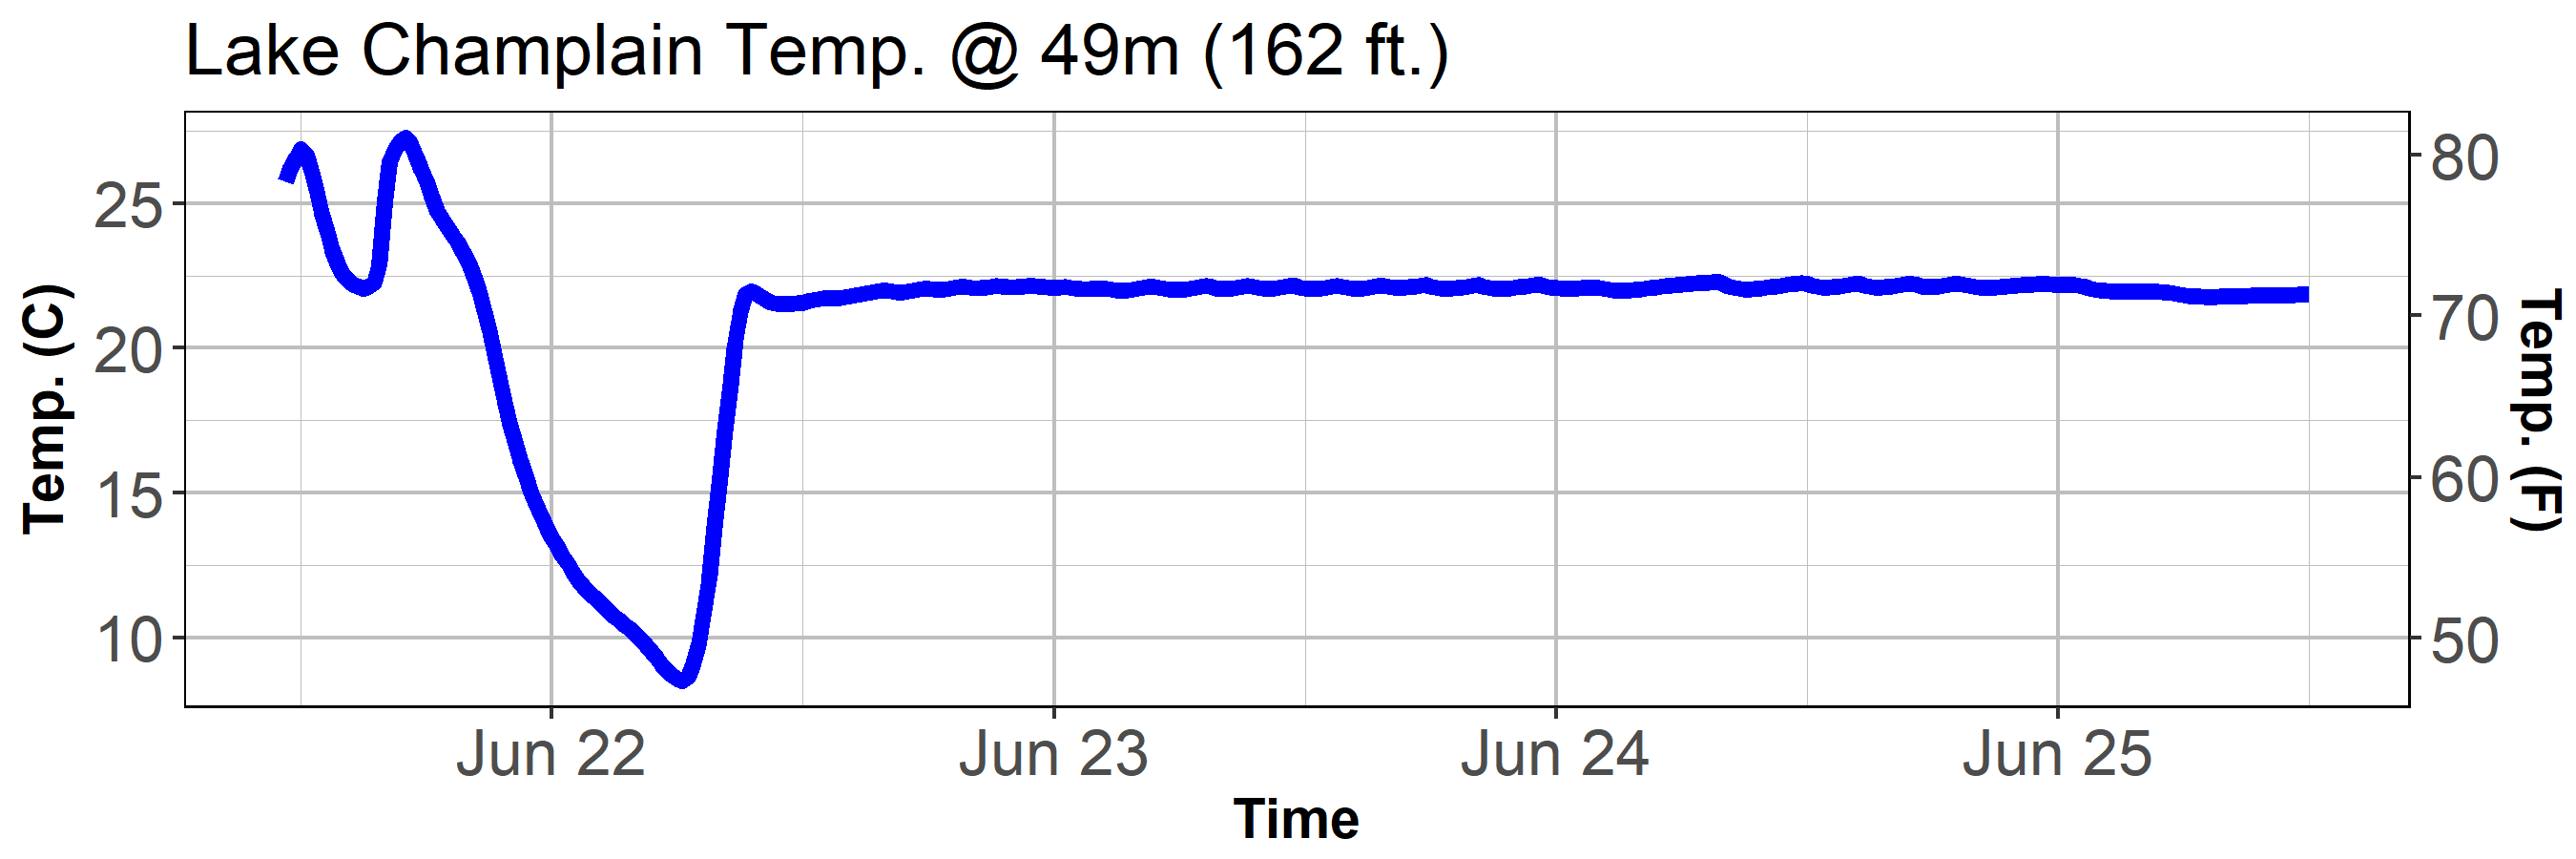 Lake Champlain Temp. @ 49m (162 ft.)
Temp. (C)
25
20
15
10
80
70
60
50
Temp. (F)
Jun 22
Jun 23
Jun 24
Jun 25
Time